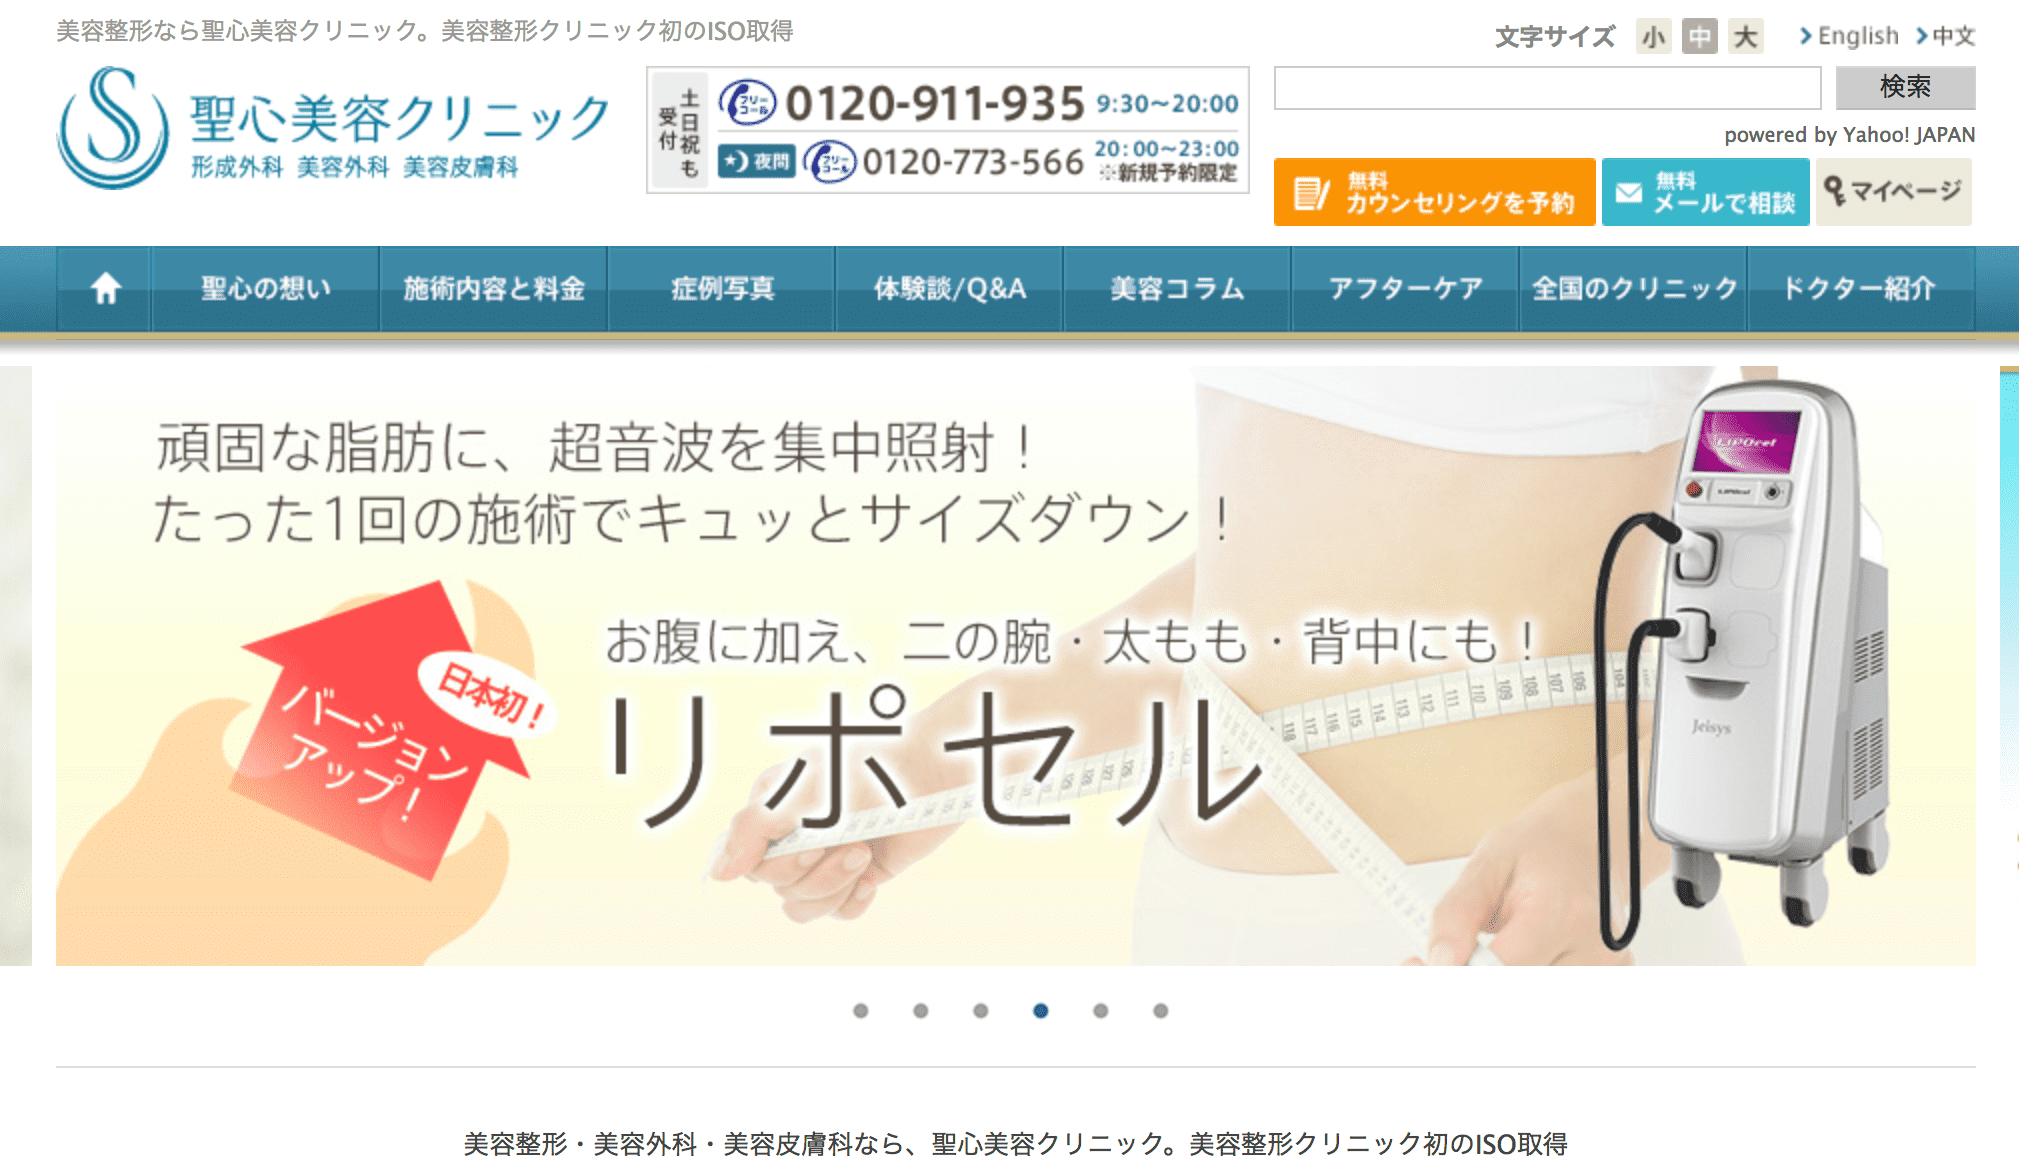 美容整形なら聖心美容クリニック。美容整形クリニック初のISO取得
文字サイズ 小 中 大 English 中文
聖心美容クリニック
形成外科 美容外科 美容皮膚科
土日祝も受付
フリーコール 0120-911-935 9:30～20:00
夜間 フリーコール 0120-773-566 20:00～23:00
※新規予約限定
検索
powered by Yahoo! JAPAN
無料
カウンセリングを予約
無料
メールで相談
マイページ
聖心の想い 施術内容と料金 症例写真 体験談/Q&A 美容コラム アフターケア 全国のクリニック ドクター紹介
頑固な脂肪に、超音波を集中照射！
たった1回の施術でキュッとサイズダウン！
日本初！
バージョン
アップ！
お腹に加え、二の腕・太もも・背中にも！
リポセル
LIPOcel
Jeisys
美容整形・美容外科・美容皮膚科なら、聖心美容クリニック。美容整形クリニック初のISO取得